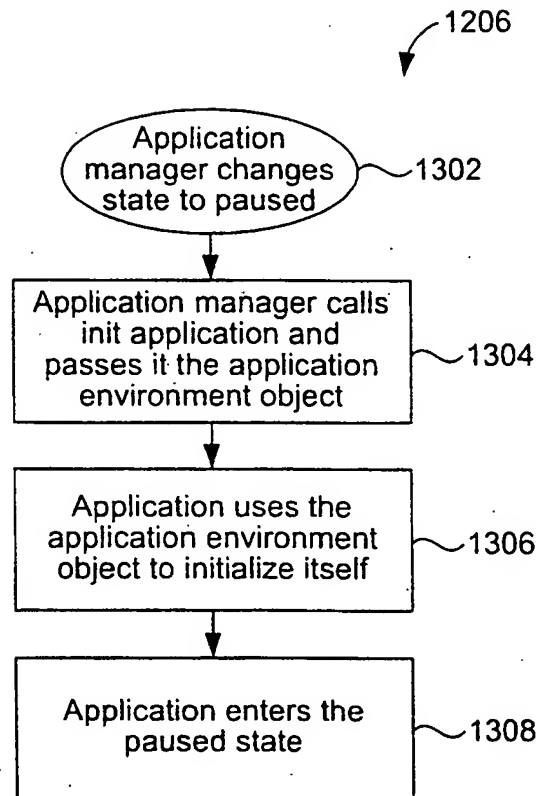 1206
Application
manager changes
state to paused
1302
Application manager calls
init application and
passes it the application
environment object
1304
Application uses the
application environment
object to initialize itself
1306
Application enters the
paused state
1308